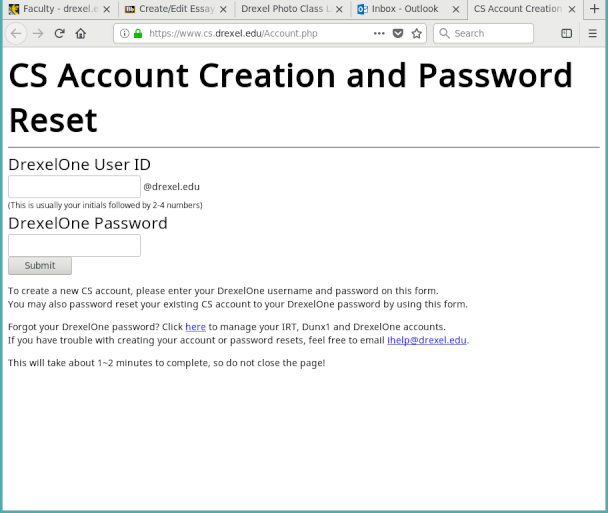 Faculty - drexel.e
Create/Edit Essay
Drexel Photo Class Li
Inbox - Outlook
CS Account Creation
https://www.cs.drexel.edu/Account.php
Search
CS Account Creation and Password
Reset
DrexelOne User ID
@drexel.edu
(This is usually your initials followed by 2-4 numbers)
DrexelOne Password
Submit
To create a new CS account, please enter your DrexelOne username and password on this form.
You may also password reset your existing CS account to your DrexelOne password by using this form.
Forgot your DrexelOne password? Click here to manage your IRT, Dunx1 and DrexelOne accounts.
If you have trouble with creating your account or password resets, feel free to email ihelp@drexel.edu.
This will take about 1~2 minutes to complete, so do not close the page!